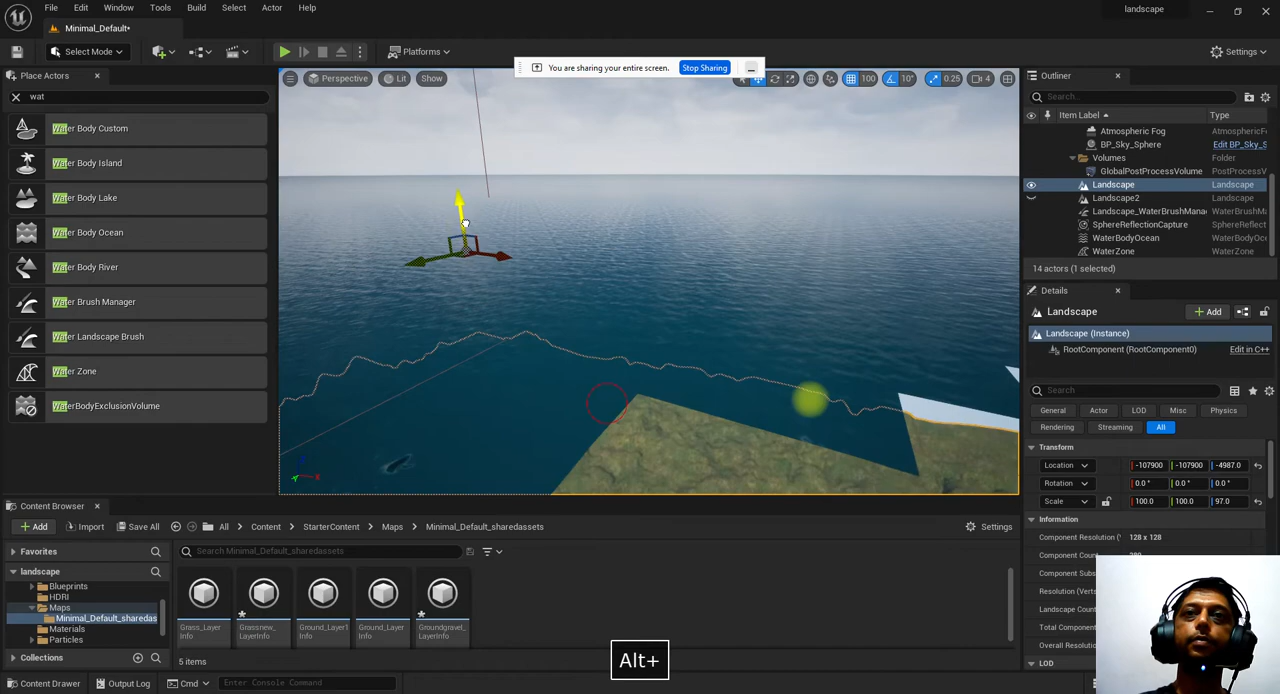 File Edit Window Tools Build Select Actor Help
landscape
Minimal_Default•
Select Mode
Platforms
Settings
You are sharing your entire screen. Stop Sharing
Place Actors
wat
Water Body Custom
Water Body Island
Water Body Lake
Water Body Ocean
Water Body River
Water Brush Manager
Water Landscape Brush
Water Zone
WaterBodyExclusionVolume
Perspective Lit Show
100 10° 0.25 4
Outliner
Search...
Item Label Type
Atmospheric Fog AtmosphericF
BP_Sky_Sphere Edit BP_Sky_S
Volumes Folder
GlobalPostProcessVolume PostProcessV
Landscape Landscape
Landscape2 Landscape
Landscape_WaterBrushMana WaterBrushMa
SphereReflectionCapture SphereReflect
WaterBodyOcean WaterBodyOc
WaterZone WaterZone
14 actors (1 selected)
Details
Landscape Add
Landscape (Instance)
RootComponent (RootComponent0) Edit in C++
Search
General Actor LOD Misc Physics
Rendering Streaming All
Transform
Location -107900 -107900 -4987.0
Rotation 0.0 ° 0.0 ° 0.0 °
Scale 100.0 100.0 97.0
Information
Component Resolution (V 128 x 128
Component Count
Component Subs
Resolution (Verts
Landscape Count
Total Componen
Overall Resoluti
LOD
Content Browser
Add Import Save All All Content StarterContent Maps Minimal_Default_sharedassets Settings
Favorites
Search Minimal_Default_sharedassets
landscape
Blueprints
HDRI
Maps
Minimal_Default_sharedas
Materials
Particles
Collections
Grass_Layer Info
Grassnew_ LayerInfo
Ground_Layer1 Info
Ground_Layer Info
Groundgravel_ LayerInfo
5 items
Alt+
Content Drawer Output Log Cmd Enter Console Command